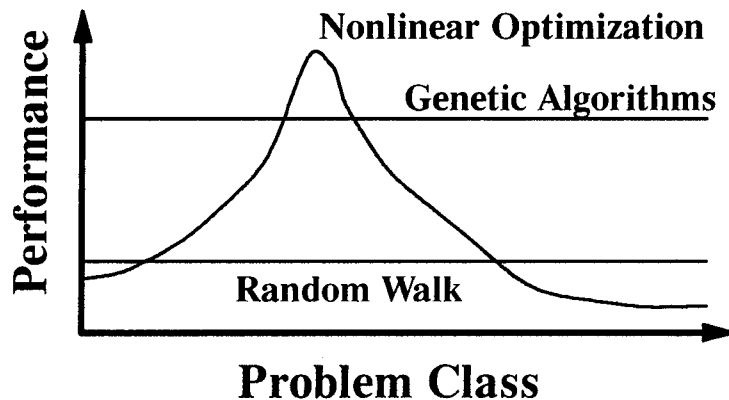 Nonlinear Optimization
Genetic Algorithms
Performance
Random Walk
Problem Class